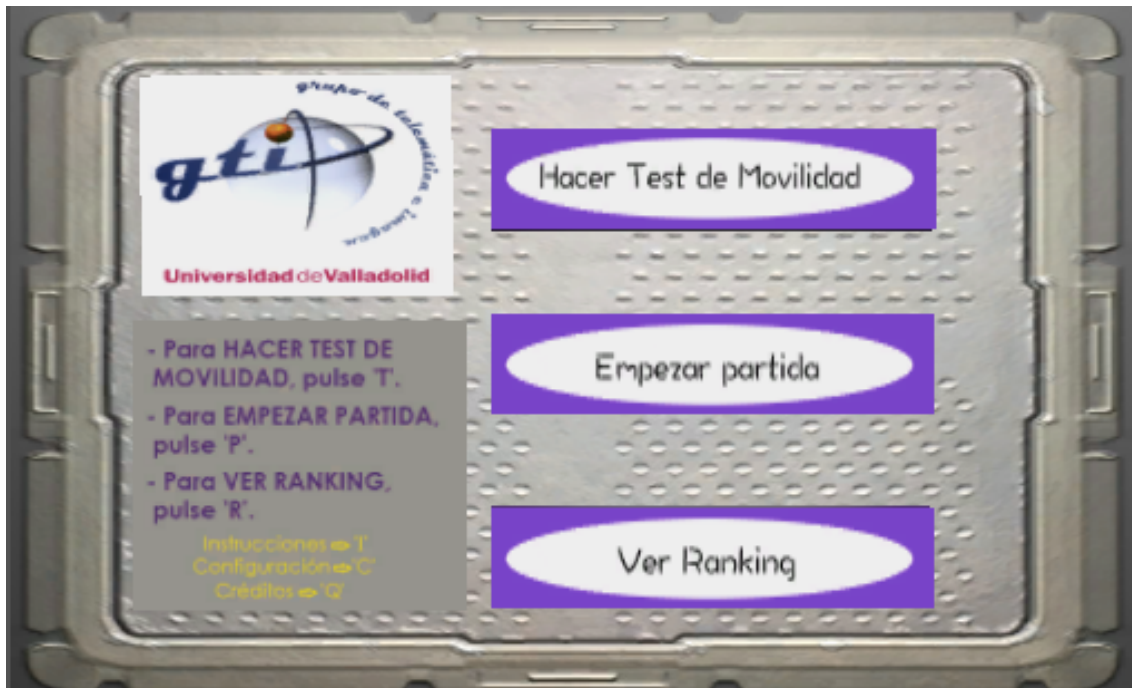 grupo de telemática e imagen
gti
Universidad de Valladolid
- Para HACER TEST DE
MOVILIDAD, pulse 'T'.
- Para EMPEZAR PARTIDA,
pulse 'P'.
- Para VER RANKING,
pulse 'R'.
Instrucciones ⇨ 'I'
Configuración ⇨ 'C'
Créditos ⇨ 'Q'
Hacer Test de Movilidad
Empezar partida
Ver Ranking